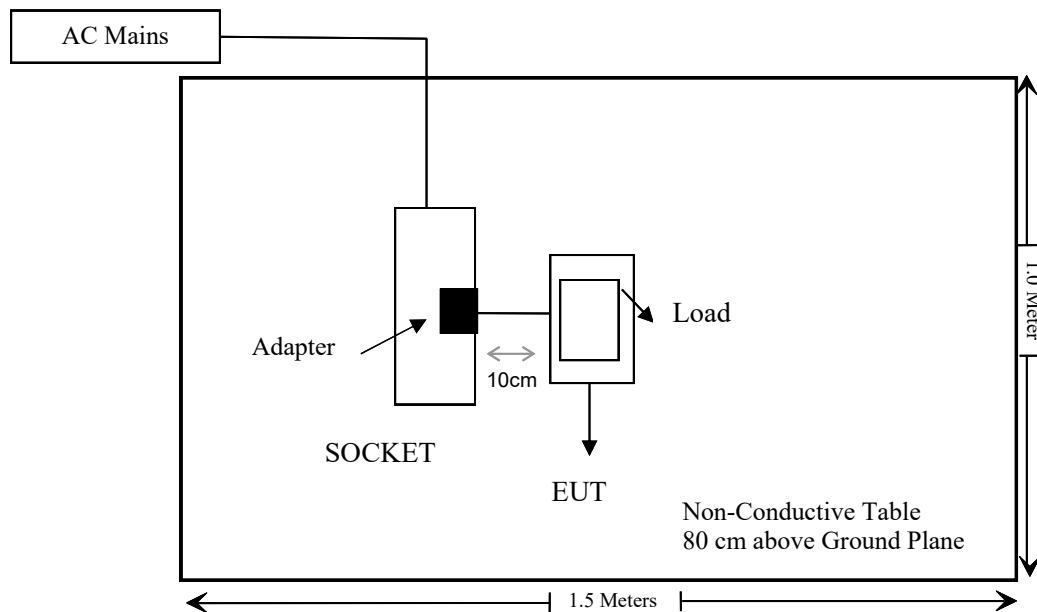 AC Mains
1.0 Meter
Load
Adapter
10cm
SOCKET
EUT
Non-Conductive Table
80 cm above Ground Plane
1.5 Meters